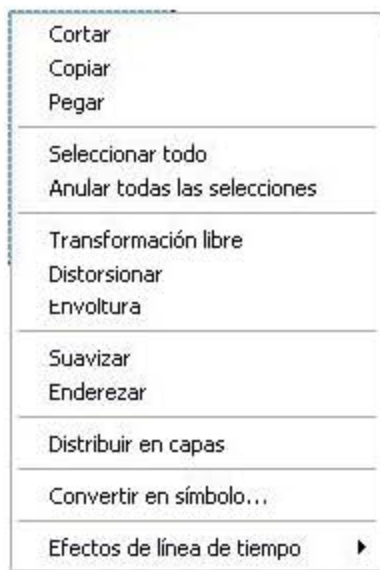 Cortar
Copiar
Pegar
Seleccionar todo
Anular todas las selecciones
Transformación libre
Distorsionar
Envoltura
Suavizar
Enderezar
Distribuir en capas
Convertir en símbolo...
Efectos de línea de tiempo